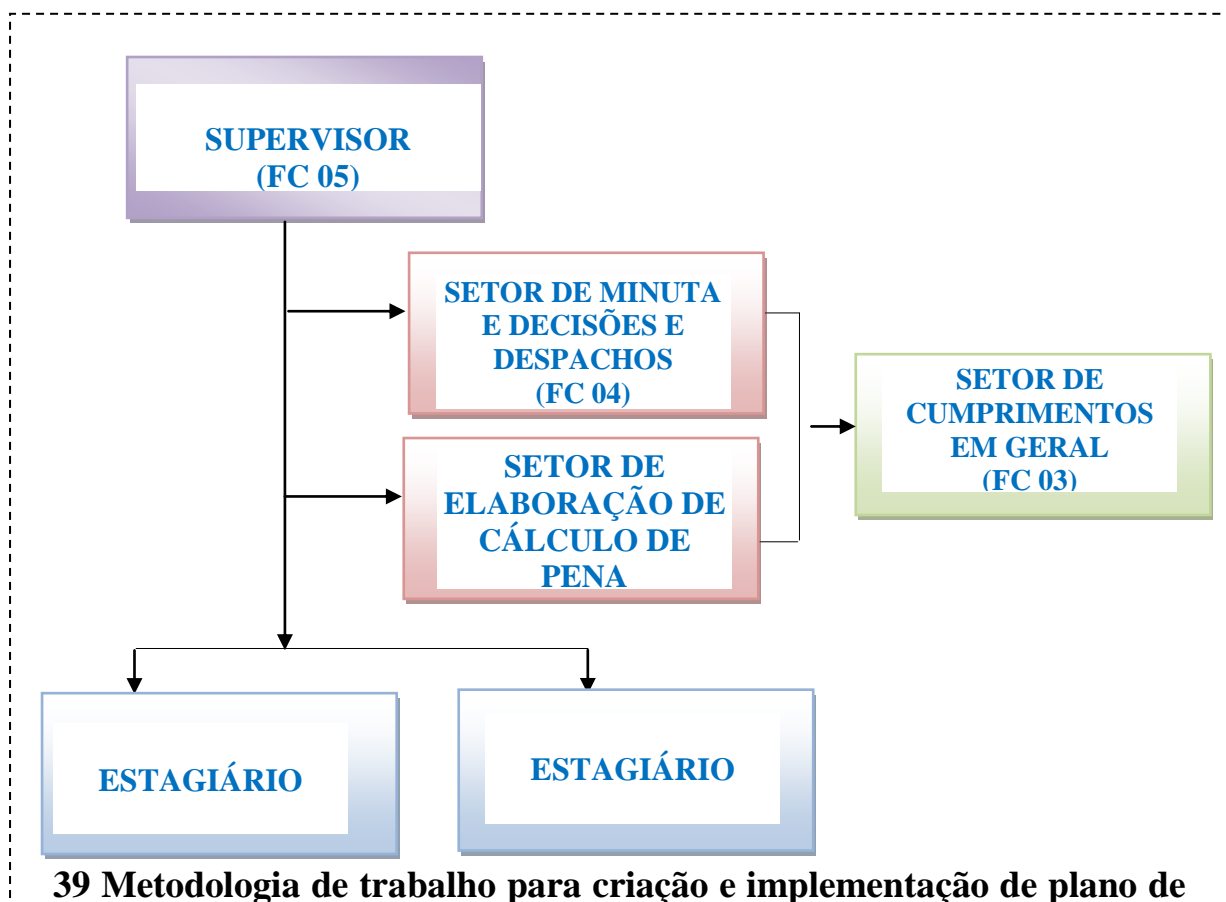 SUPERVISOR
(FC 05)
SETOR DE MINUTA
E DECISÕES E
DESPACHOS
(FC 04)
SETOR DE
CUMPRIMENTOS
EM GERAL
(FC 03)
SETOR DE
ELABORAÇÃO DE
CÁLCULO DE
PENA
ESTAGIÁRIO
ESTAGIÁRIO
39 Metodologia de trabalho para criação e implementação de plano de